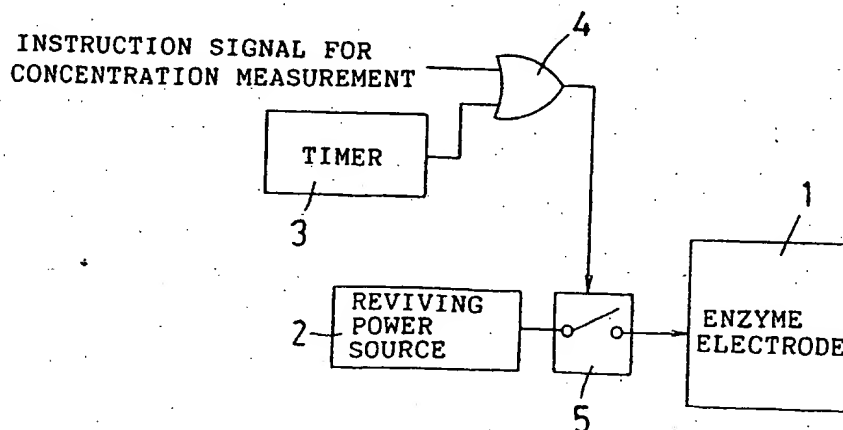 4
INSTRUCTION SIGNAL FOR
CONCENTRATION MEASUREMENT
TIMER
3
1
2
REVIVING
POWER
SOURCE
ENZYME
ELECTRODE
5